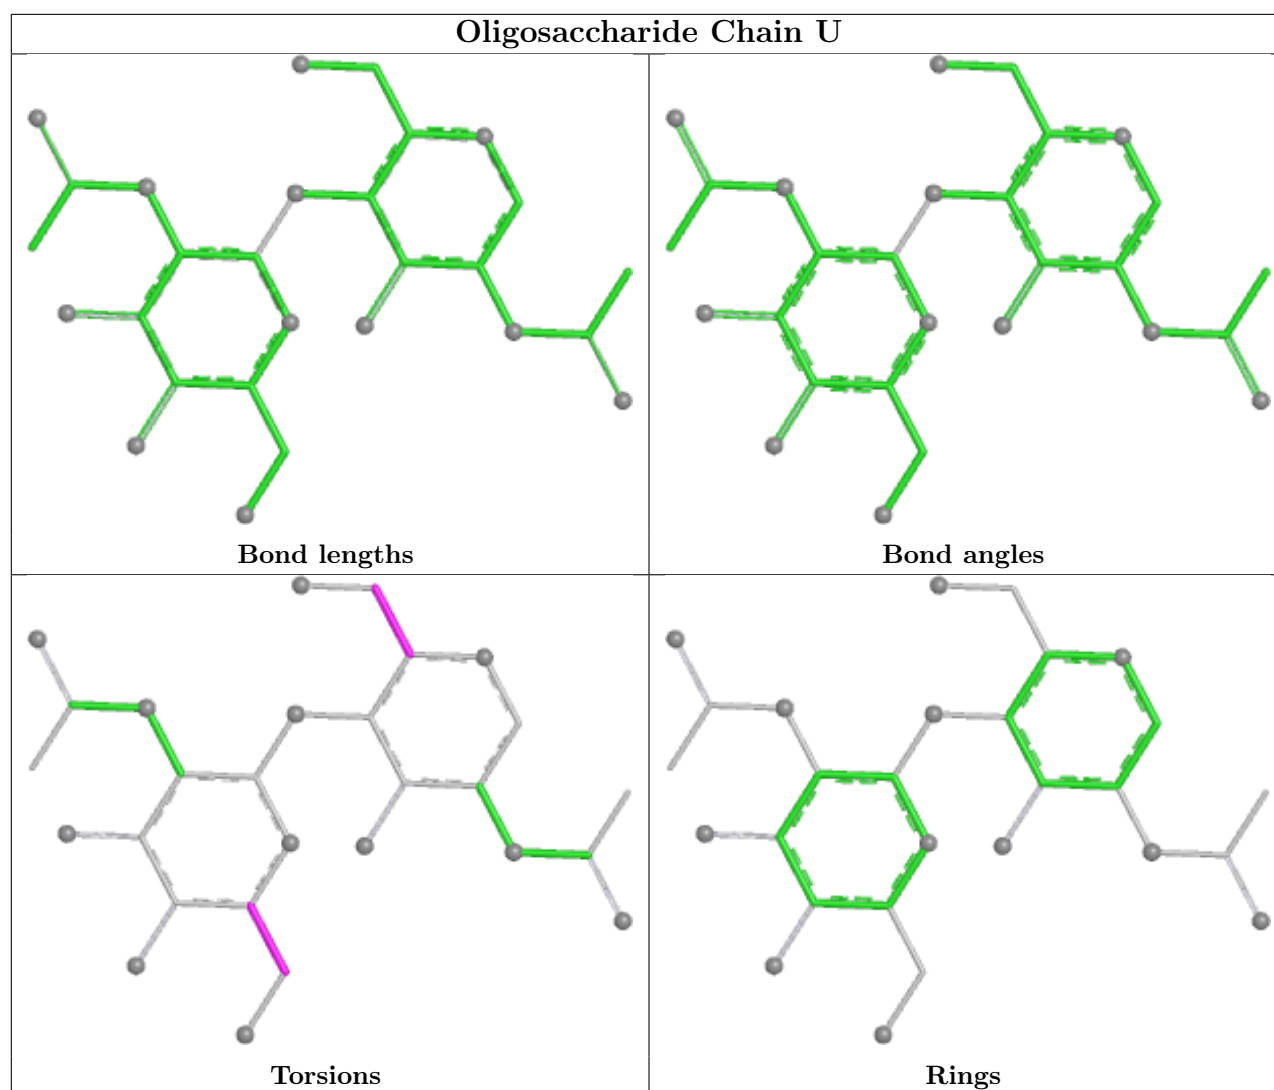 Oligosaccharide Chain U
Bond lengths
Bond angles
Torsions
Rings